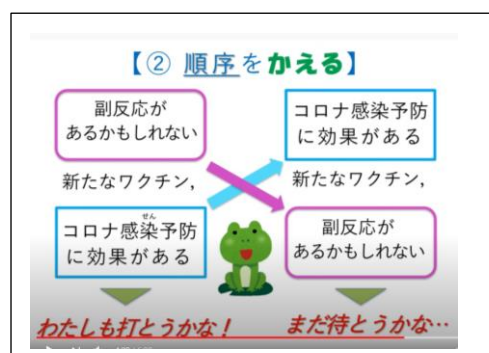 【② 順序をかえる】
副反応が
あるかもしれない
新たなワクチン，
せん
コロナ感染予防
に効果がある
わたしも打とうかな！
コロナ感染予防
に効果がある
新たなワクチン，
副反応が
あるかもしれない
まだ待とうかな…